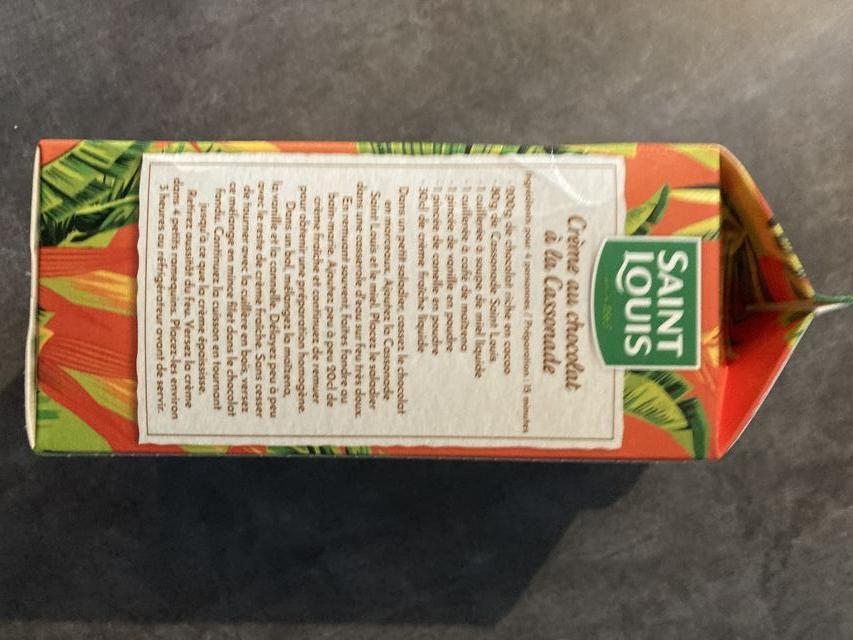 SAINT
LOUIS
Crème au chocolat
à la Cassonade
pour 4 personnes / Préparation 15 minutes
200g de chocolat riche en cacao
80g de Cassonade Saint Louis
1 cuillerée à soupe de miel liquide
1 cuillerée à café de maïzena
1 pincée de vanille en poudre
1 pincée de cannelle en poudre
30cl de crème fraîche liquide
Dans un petit saladier, cassez le chocolat
en morceaux. Ajoutez la Cassonade
Saint Louis et le miel. Placez le saladier
dans une casserole d'eau sur feu très doux.
En remuant souvent, faites fondre au
bain-marie. Ajoutez peu à peu 20cl de
crème fraîche et continuez de remuer
pour obtenir une préparation homogène.
Dans un bol, mélangez la maïzena,
la vanille et la cannelle. Délayez peu à peu
avec le reste de crème fraîche. Sans cesser
de tourner avec la cuillère en bois, versez
ce mélange en mince filet dans le chocolat
fondu. Continuez la cuisson en tournant
jusqu'à ce que la crème épaississe.
Retirez aussitôt du feu. Versez la crème
dans 4 petits ramequins. Placez-les environ
3 heures au réfrigérateur avant de servir.